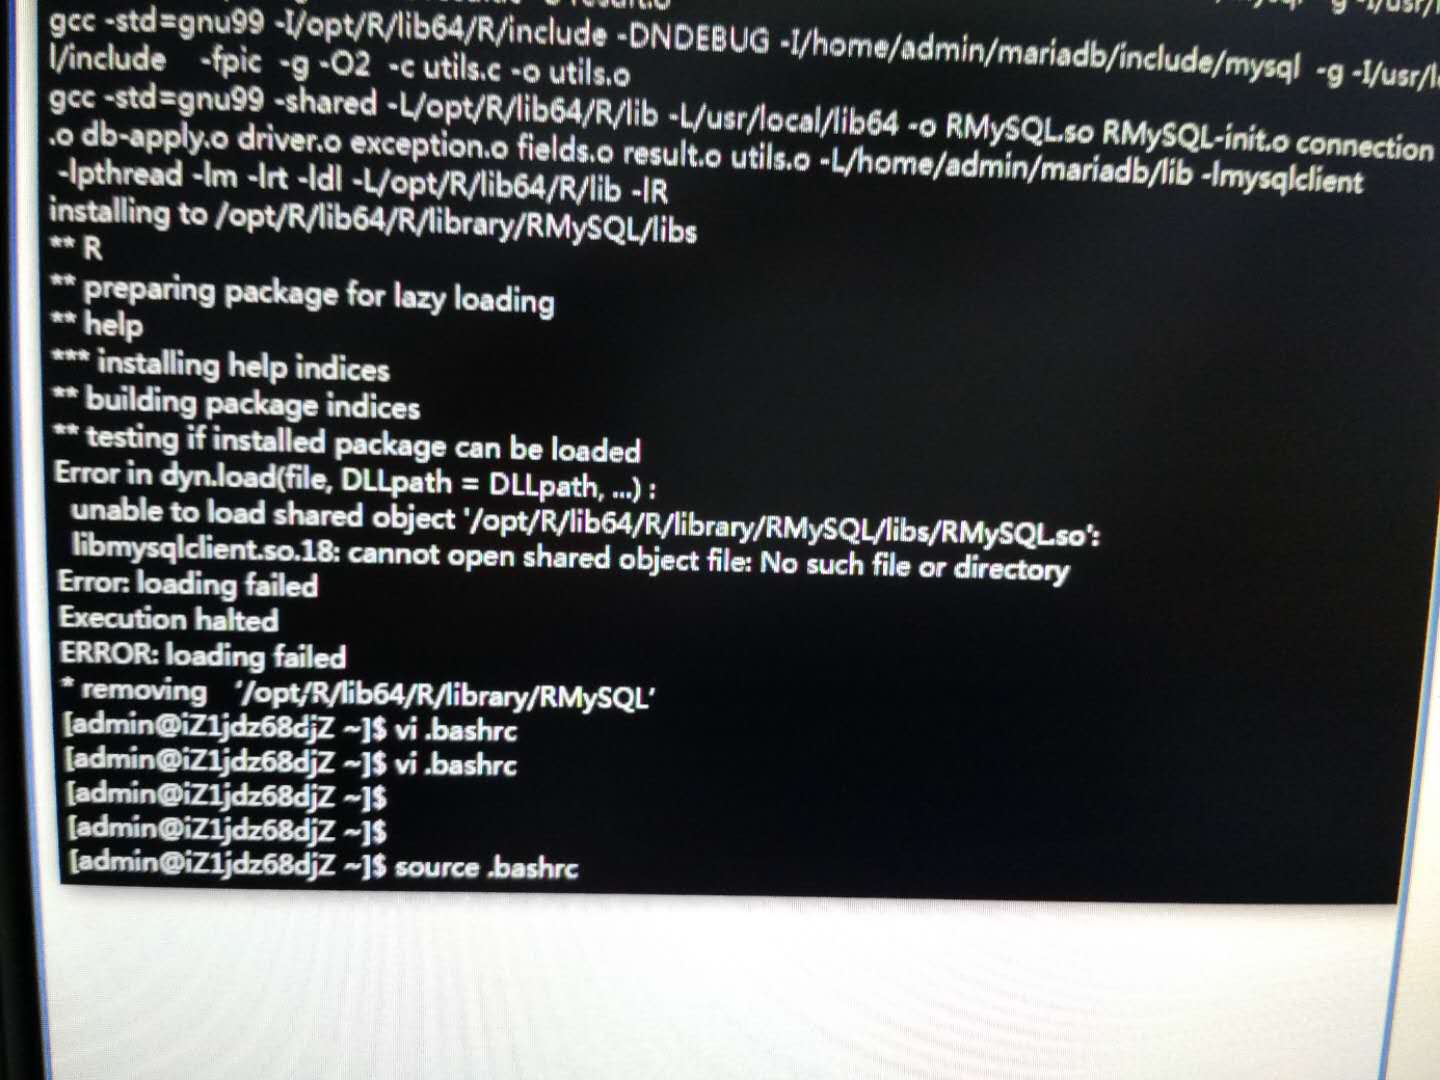 gcc -std=gnu99 -I/opt/R/lib64/R/include -DNDEBUG -I/home/admin/mariadb/include/mysql  -g -I/usr/l
l/include    -fpic  -g -O2  -c utils.c -o utils.o
gcc -std=gnu99 -shared -L/opt/R/lib64/R/lib -L/usr/local/lib64 -o RMySQL.so RMySQL-init.o connection
.o db-apply.o driver.o exception.o fields.o result.o utils.o -L/home/admin/mariadb/lib -lmysqlclient
-lpthread -lm -lrt -ldl -L/opt/R/lib64/R/lib -lR
installing to /opt/R/lib64/R/library/RMySQL/libs
** R
** preparing package for lazy loading
** help
*** installing help indices
** building package indices
** testing if installed package can be loaded
Error in dyn.load(file, DLLpath = DLLpath, ...) :
unable to load shared object '/opt/R/lib64/R/library/RMySQL/libs/RMySQL.so':
libmysqlclient.so.18: cannot open shared object file: No such file or directory
Error: loading failed
Execution halted
ERROR: loading failed
* removing   ‘/opt/R/lib64/R/library/RMySQL’
[admin@iZ1jdz68djZ ~]$ vi .bashrc
[admin@iZ1jdz68djZ ~]$ vi .bashrc
[admin@iZ1jdz68djZ ~]$
[admin@iZ1jdz68djZ ~]$
[admin@iZ1jdz68djZ ~]$ source .bashrc